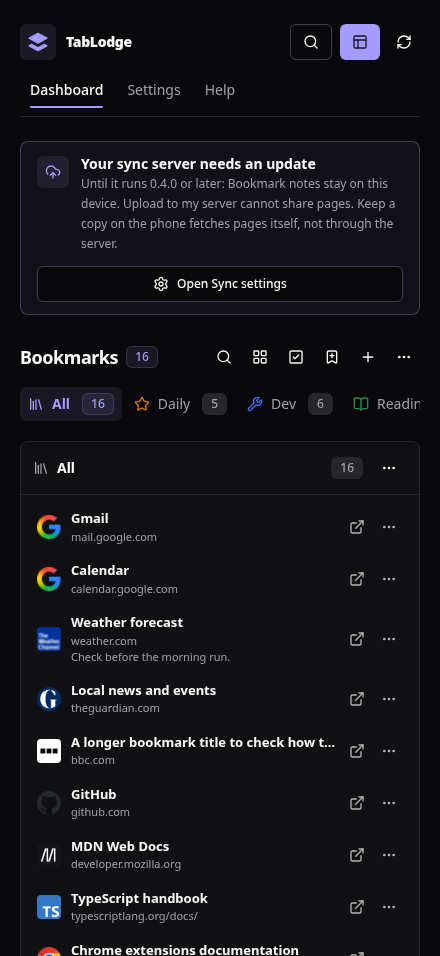 TabLodge
Dashboard Settings Help
Your sync server needs an update
Until it runs 0.4.0 or later: Bookmark notes stay on this
device. Upload to my server cannot share pages. Keep a
copy on the phone fetches pages itself, not through the
server.
Open Sync settings
Bookmarks 16
All 16 Daily 5 Dev 6 Readin
All 16
Gmail
mail.google.com
Calendar
calendar.google.com
The Weather Channel
Weather forecast
weather.com
Check before the morning run.
Local news and events
theguardian.com
A longer bookmark title to check how t...
bbc.com
GitHub
github.com
MDN Web Docs
developer.mozilla.org
TS
TypeScript handbook
typescriptlang.org/docs/
Chrome extensions documentation